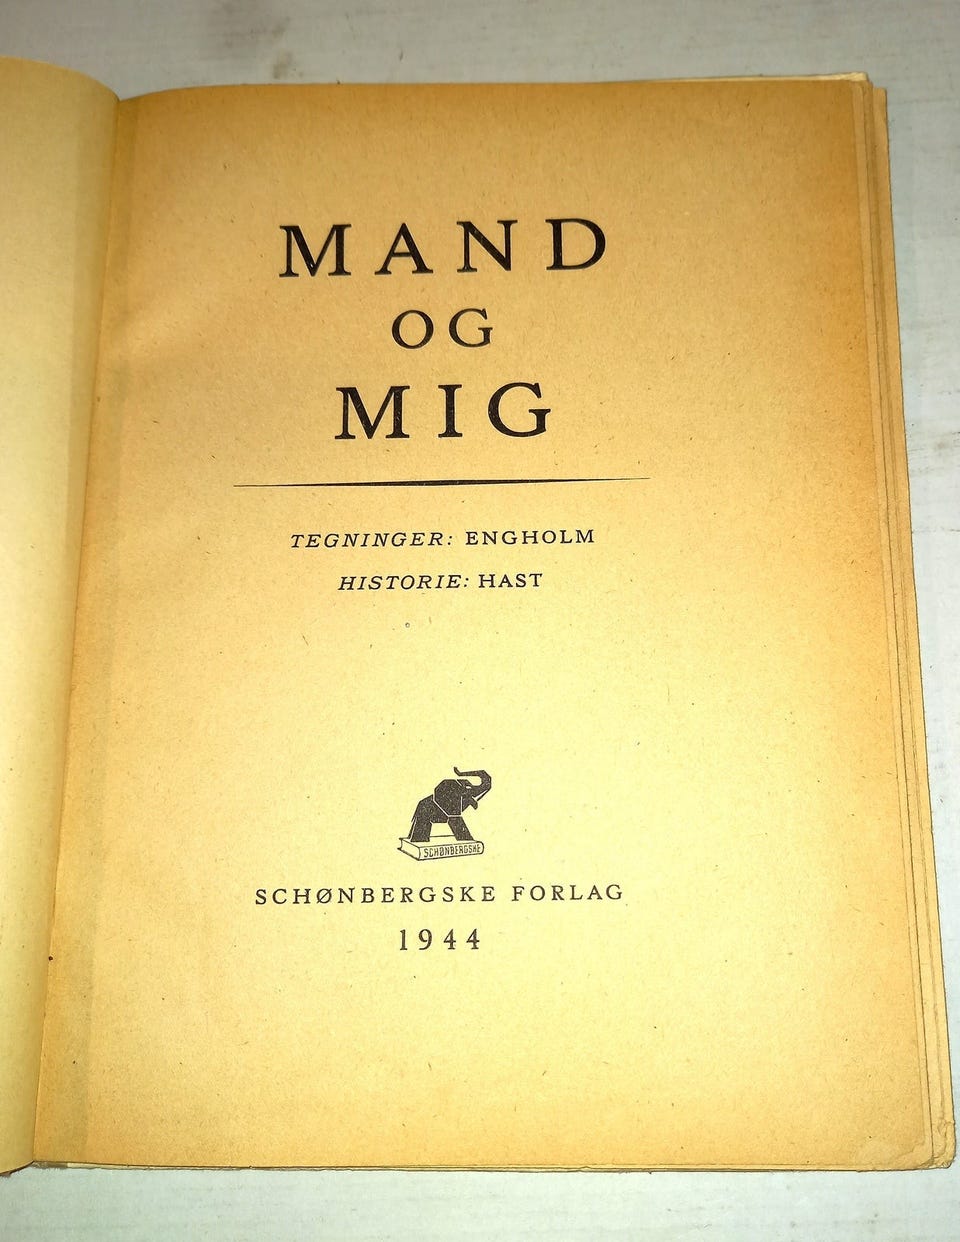 MAND
OG
MIG
TEGNINGER: ENGHOLM
HISTORIE: HAST
SCHØNBERGSKE
SCHØNBERGSKE FORLAG
1944